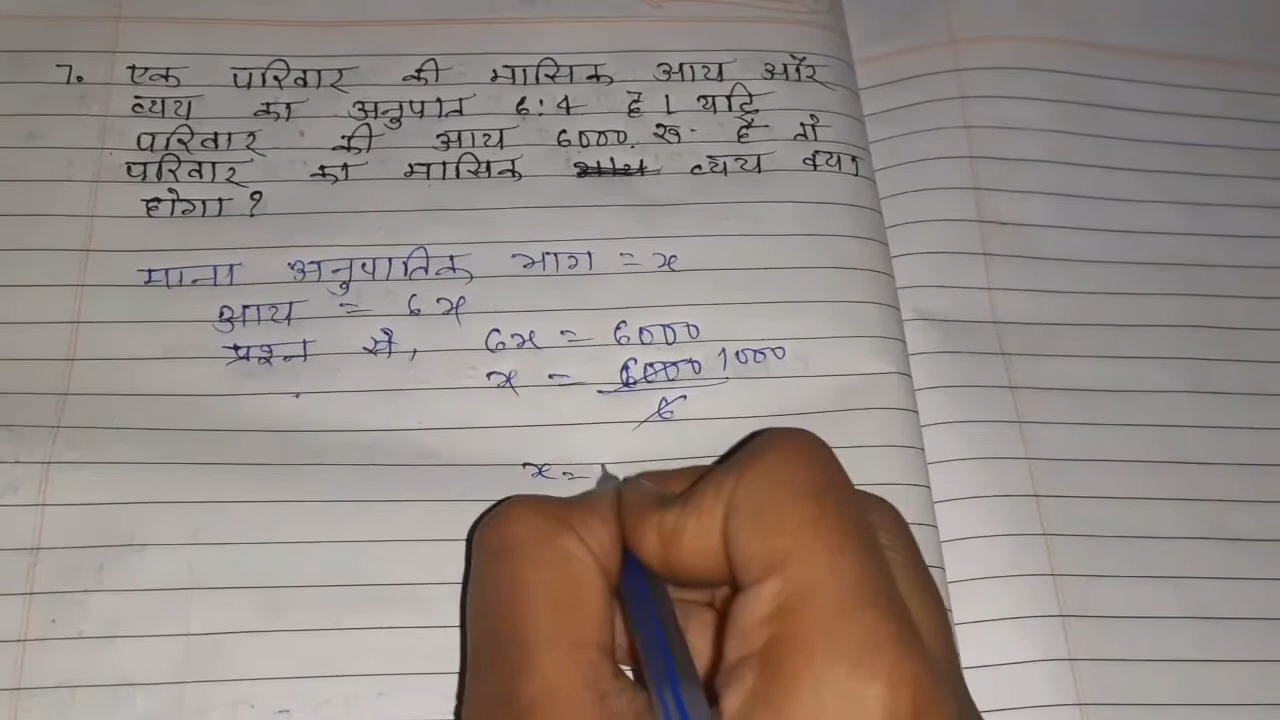 7. एक परिवार की मासिक आय और
व्यय का अनुपात 6:4 है । यदि
परिवार की आय 6000 रु. है तो
परिवार का मासिक व्यय क्या
होगा ?
माना अनुपातिक भाग = x
आय = 6x
प्रश्न से, 6x = 6000
x = 6000 1000
6
x =